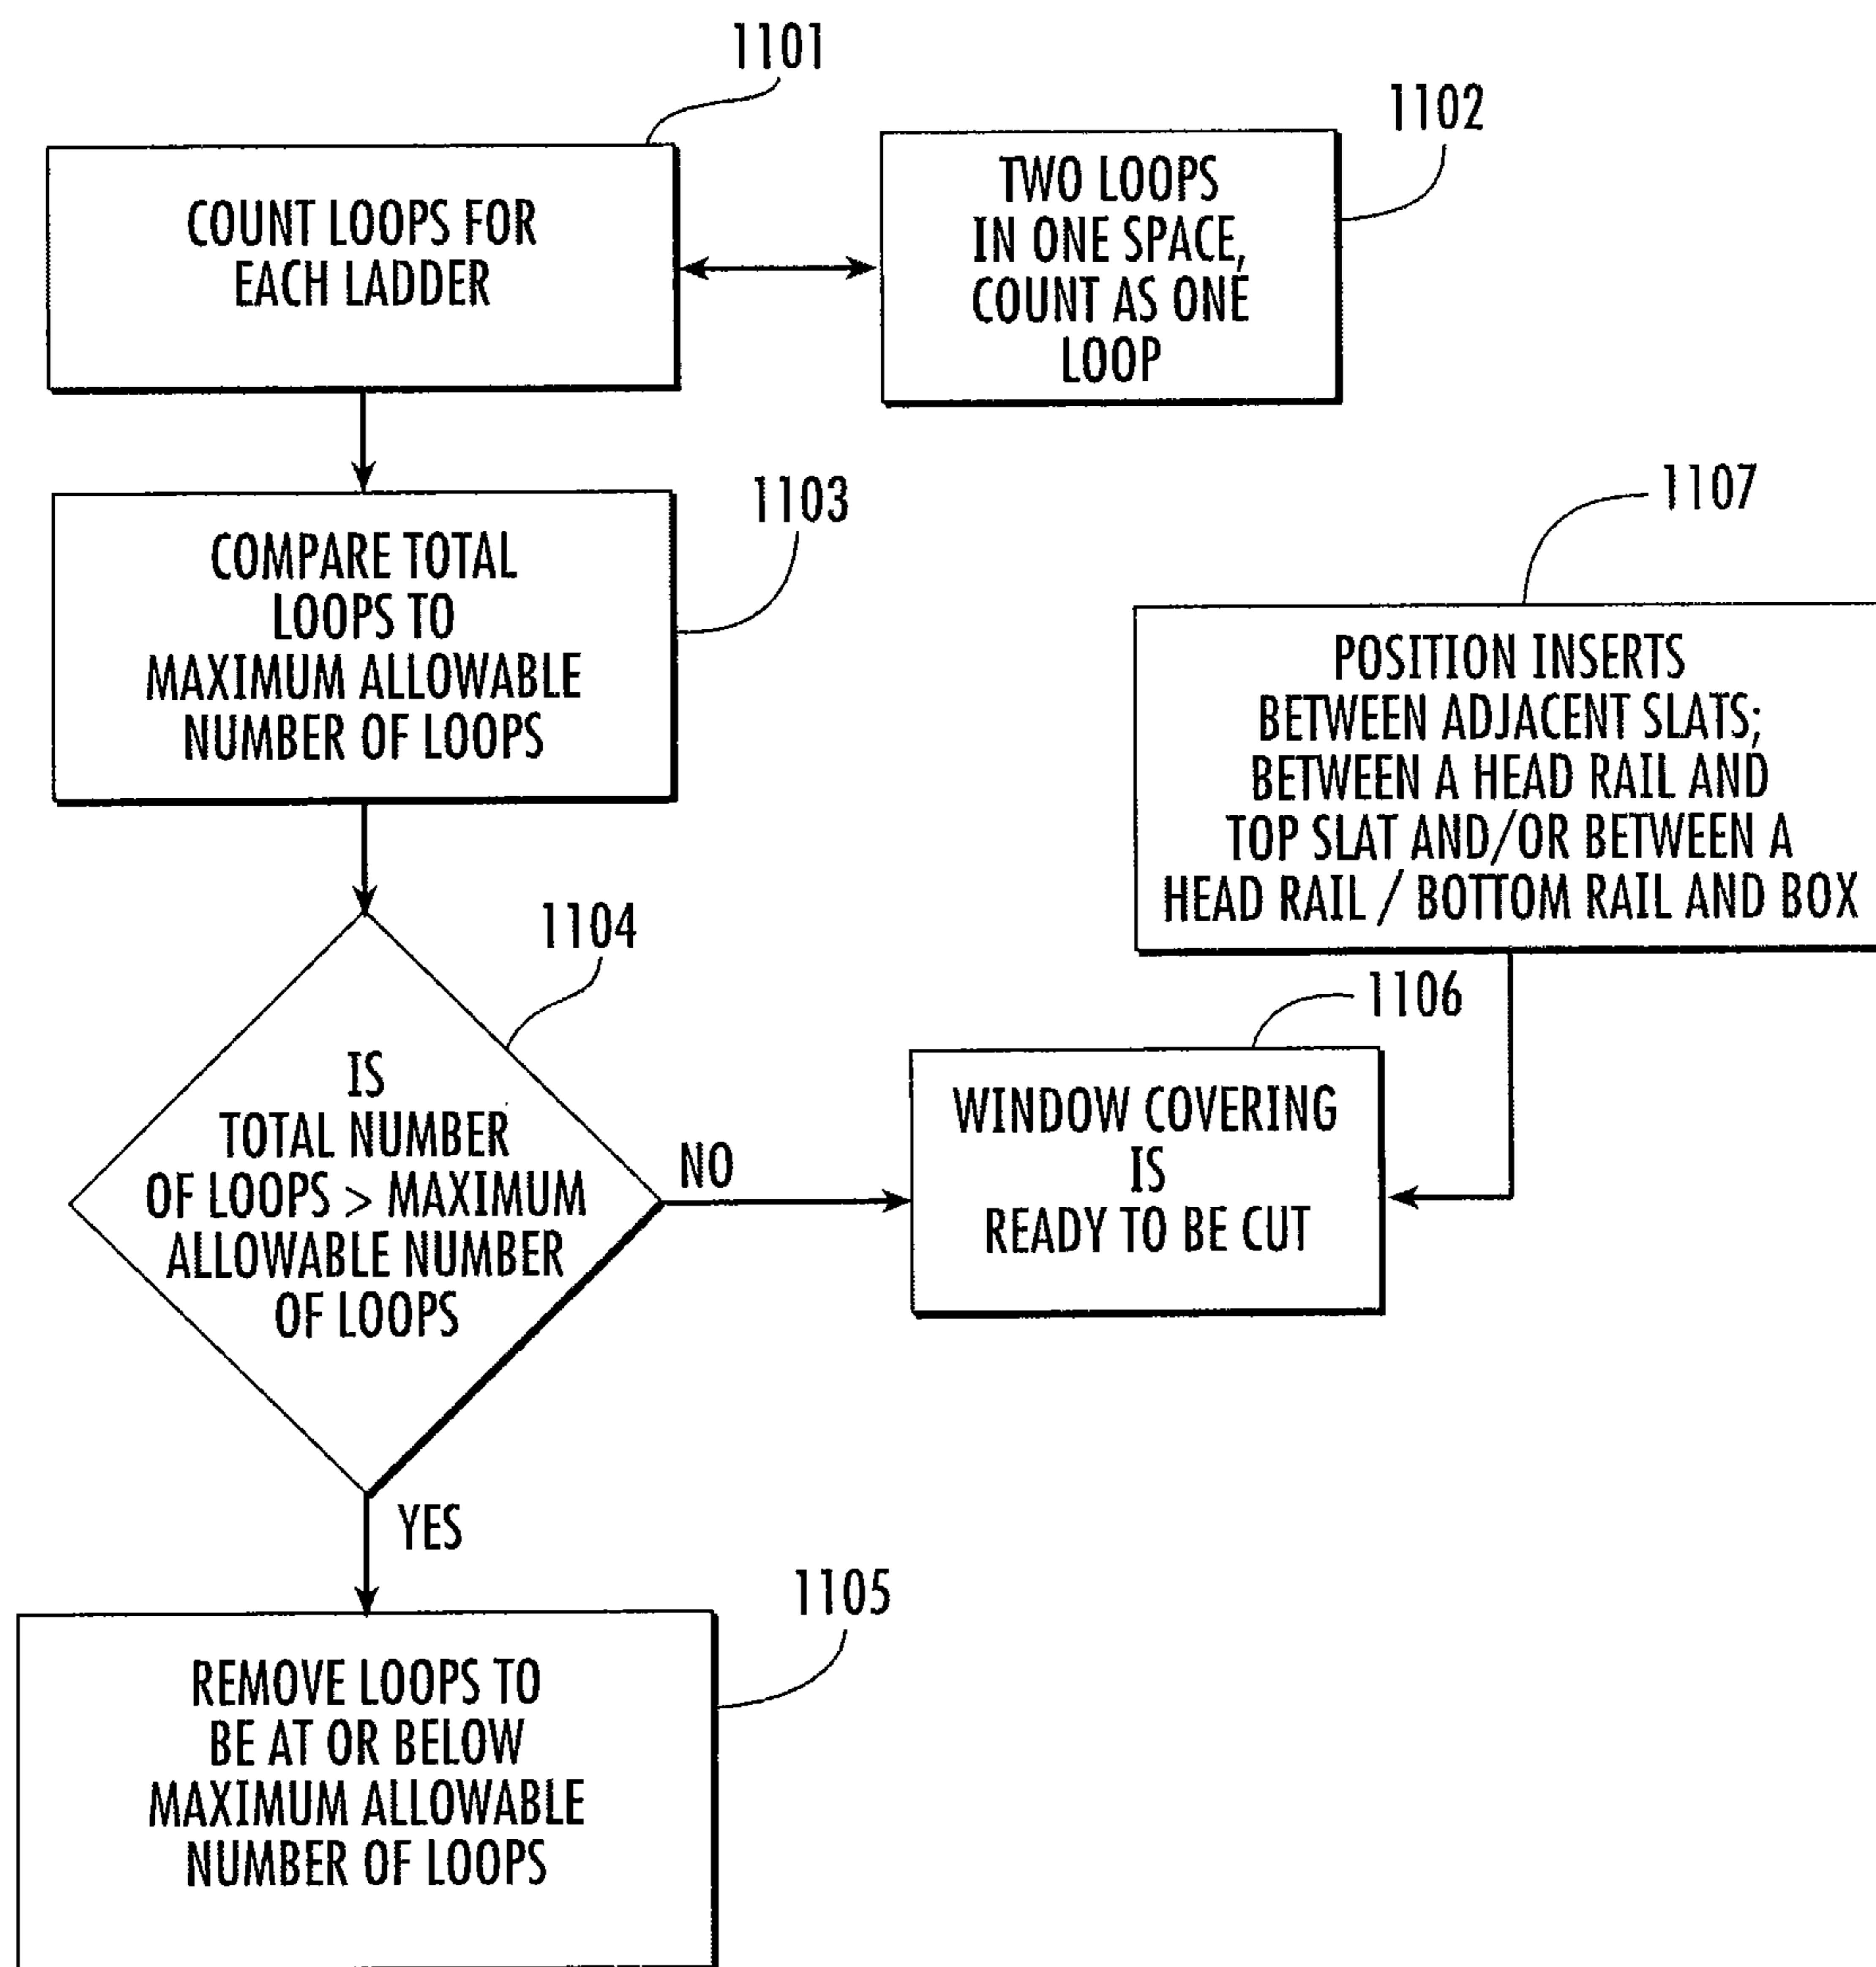 1101
COUNT LOOPS FOR
EACH LADDER
1102
TWO LOOPS
IN ONE SPACE,
COUNT AS ONE
LOOP
1103
COMPARE TOTAL
LOOPS TO
MAXIMUM ALLOWABLE
NUMBER OF LOOPS
1107
POSITION INSERTS
BETWEEN ADJACENT SLATS;
BETWEEN A HEAD RAIL AND
TOP SLAT AND/OR BETWEEN A
HEAD RAIL / BOTTOM RAIL AND BOX
1104
IS
TOTAL NUMBER
OF LOOPS > MAXIMUM
ALLOWABLE NUMBER
OF LOOPS
NO
1106
WINDOW COVERING
IS
READY TO BE CUT
YES
1105
REMOVE LOOPS TO
BE AT OR BELOW
MAXIMUM ALLOWABLE
NUMBER OF LOOPS